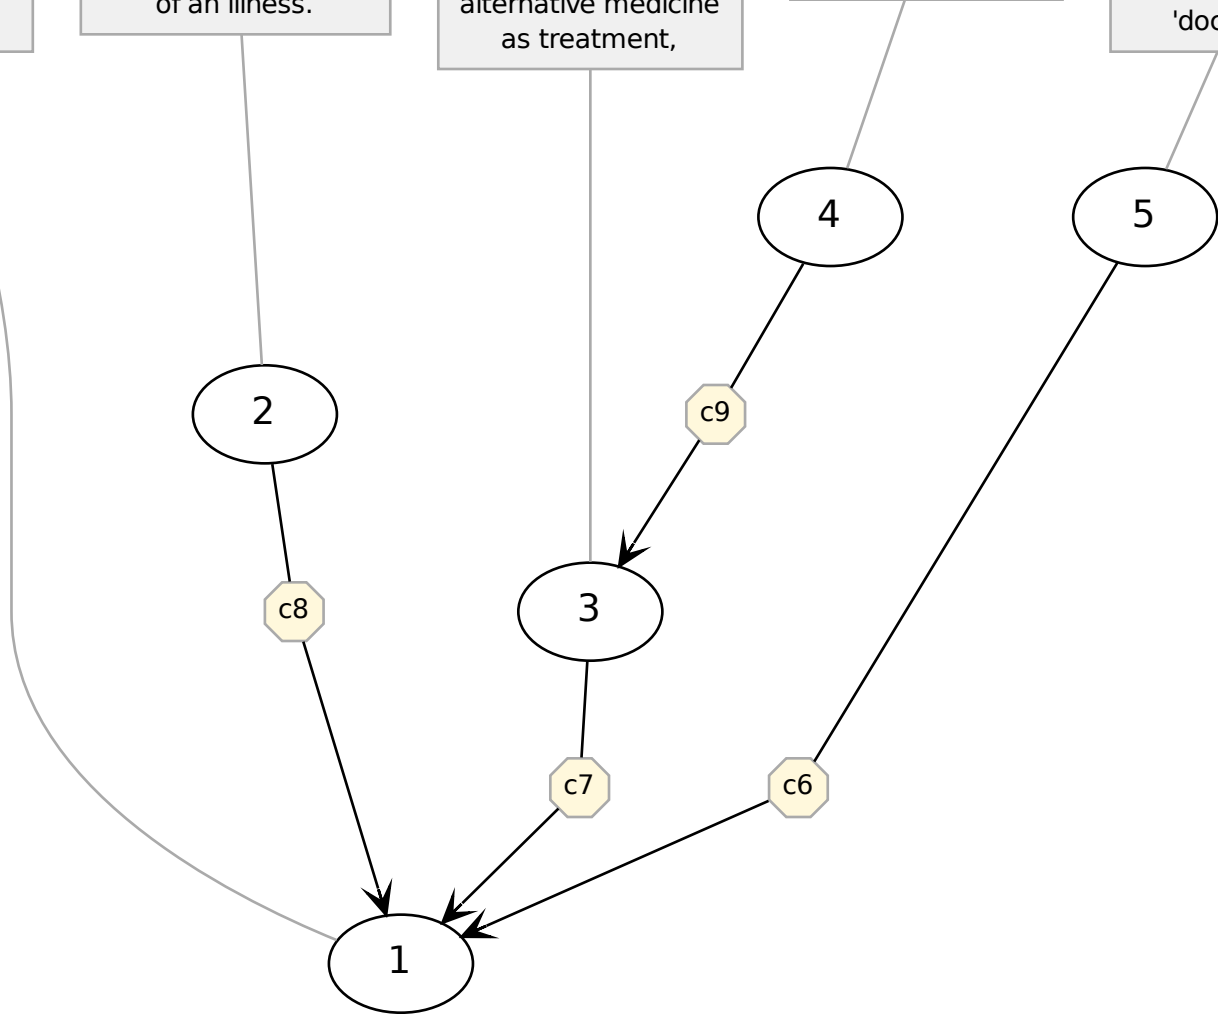 of an illness.
alternative medicine
as treatment,
4
5
2
c9
c8
3
c7
c6
1